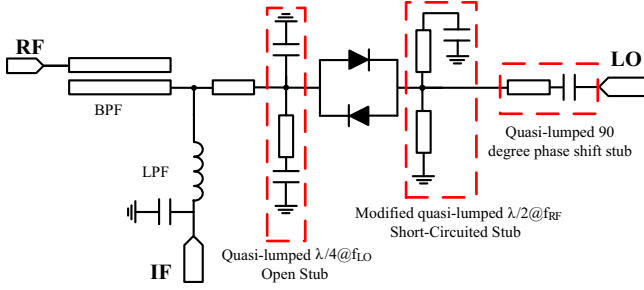 RF
LO
BPF
LPF
IF
Quasi-lumped 90
degree phase shift stub
Modified quasi-lumped λ/2@fRF
Short-Circuited Stub
Quasi-lumped λ/4@fLO
Open Stub